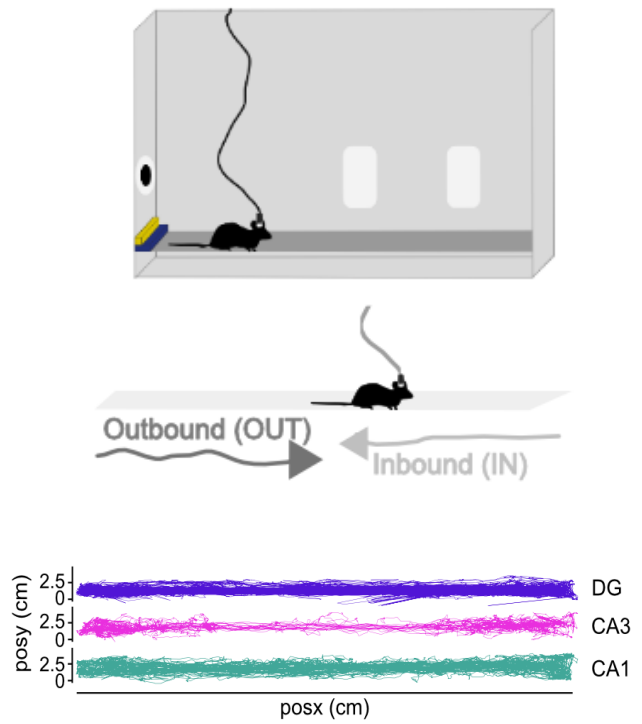 Outbound (OUT)
Inbound (IN)
posy (cm)
2.5
0
DG
2.5
0
CA3
2.5
0
CA1
posx (cm)